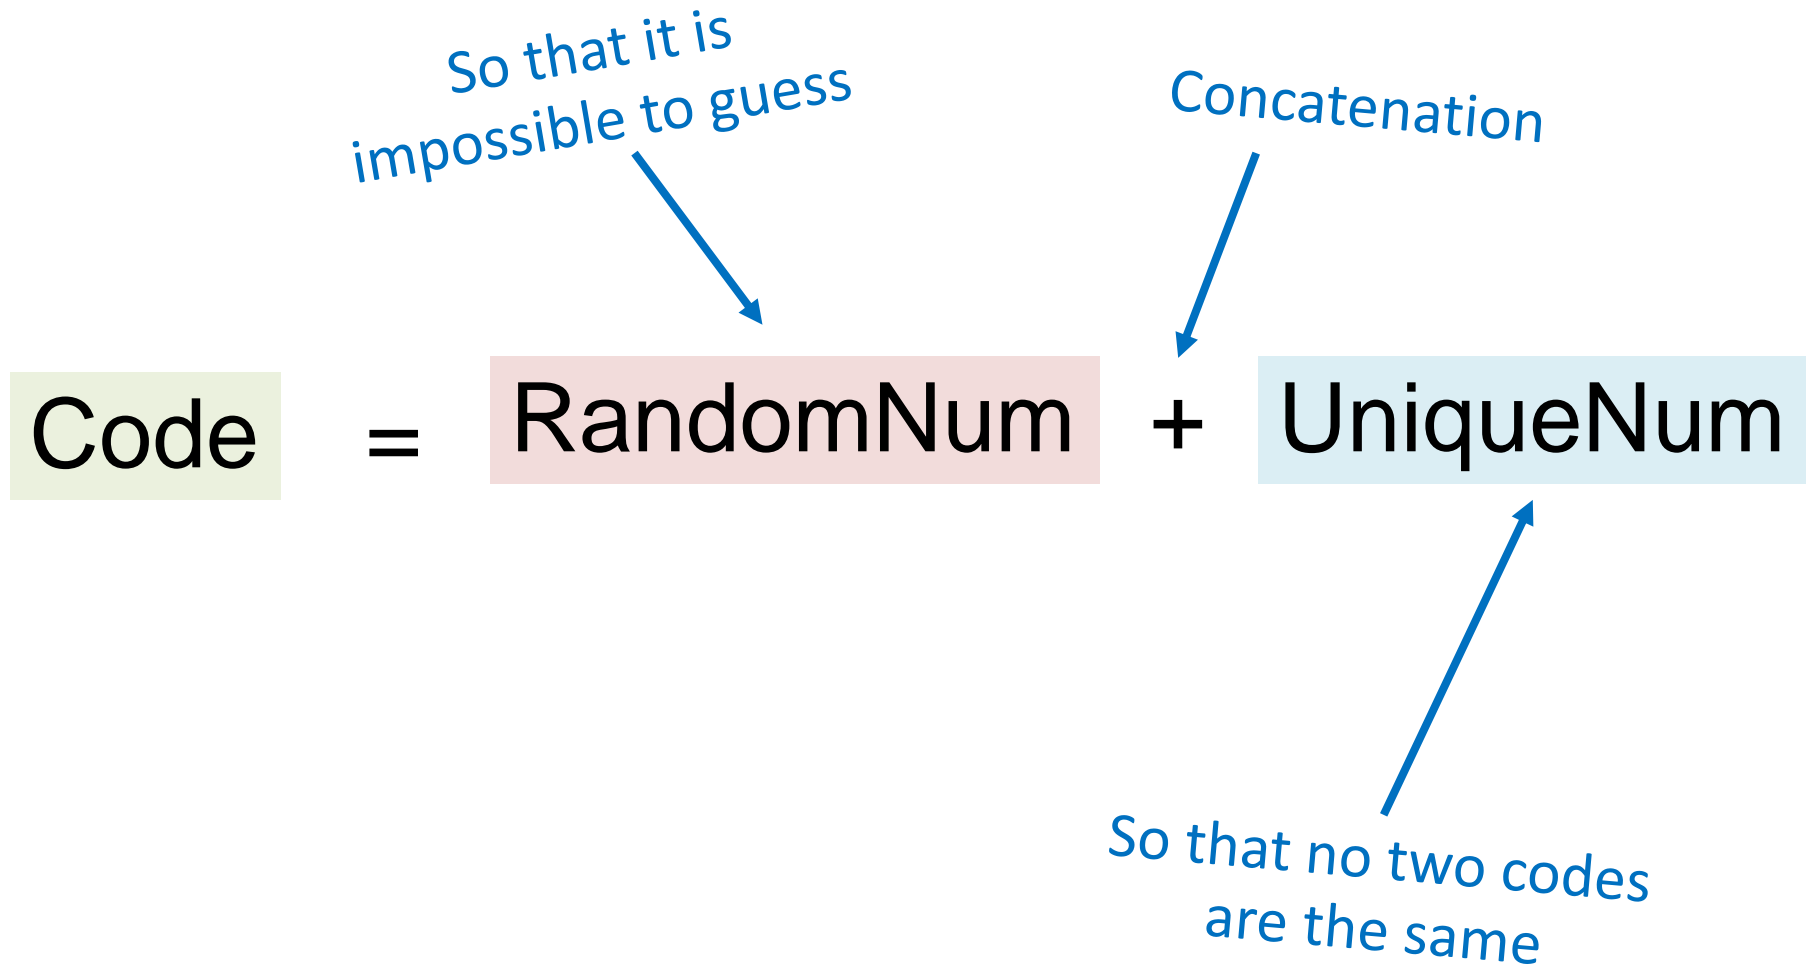 So that it is
impossible to guess
Concatenation
Code = RandomNum + UniqueNum
So that no two codes
are the same